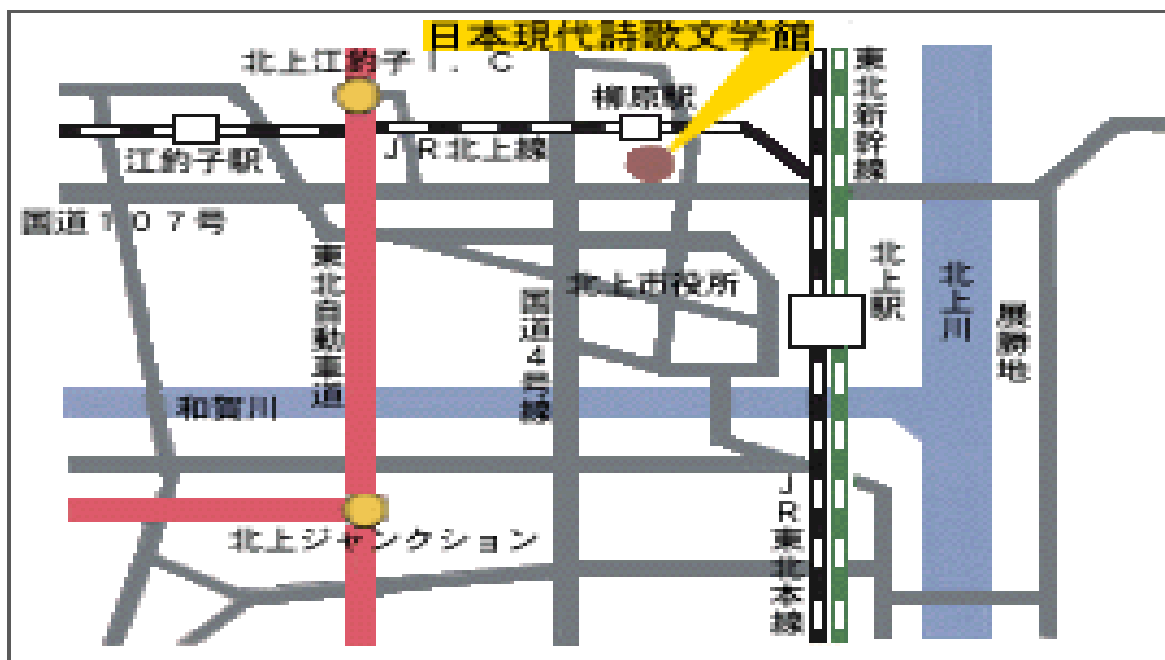 日本現代詩歌文学館
北上江釣子I．C
柳原駅
東北新幹線
江釣子駅
JR北上線
国道107号
東北自動車道
北上市役所
国道4号線
北上駅
北上川
展勝地
和賀川
北上ジャンクション
JR東北本線